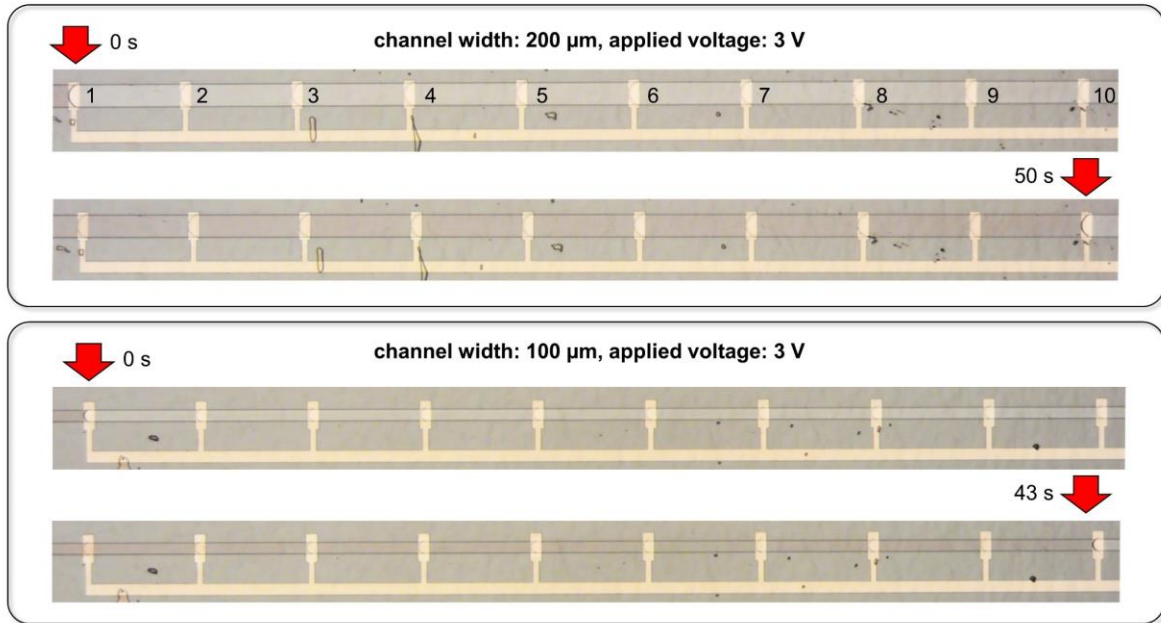 0 s
channel width: 200 µm, applied voltage: 3 V
1 2 3 4 5 6 7 8 9 10
50 s
0 s
channel width: 100 µm, applied voltage: 3 V
43 s